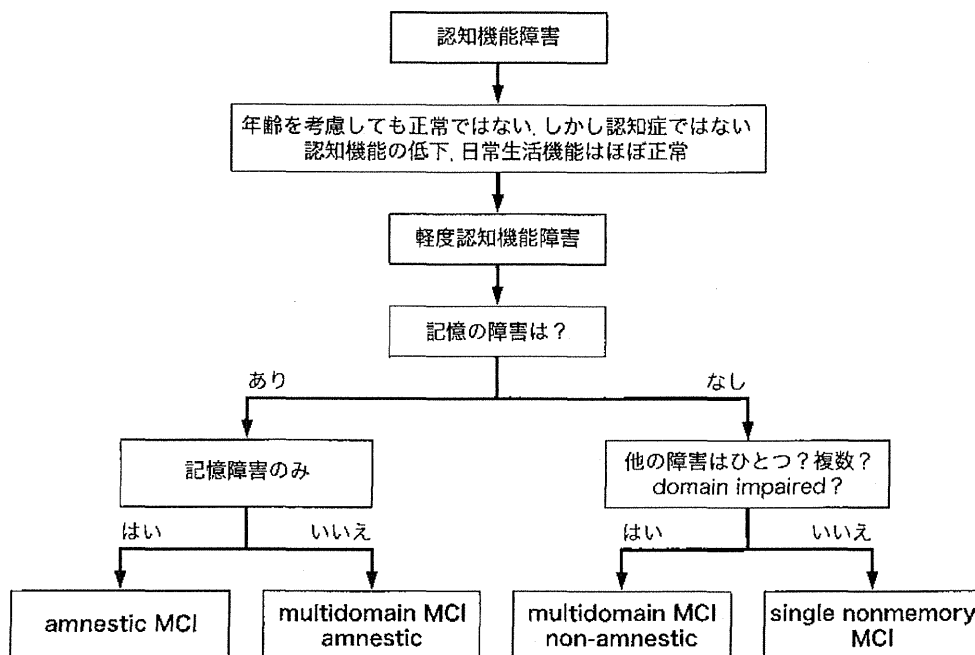 認知機能障害
年齢を考慮しても正常ではない,しかし認知症ではない
認知機能の低下,日常生活機能はほぼ正常
軽度認知機能障害
記憶の障害は?
あり
なし
記憶障害のみ
他の障害はひとつ?複数?
domain impaired?
はい
いいえ
はい
いいえ
amnestic MCI
multidomain MCI
amnestic
multidomain MCI
non-amnestic
single nonmemory
MCI